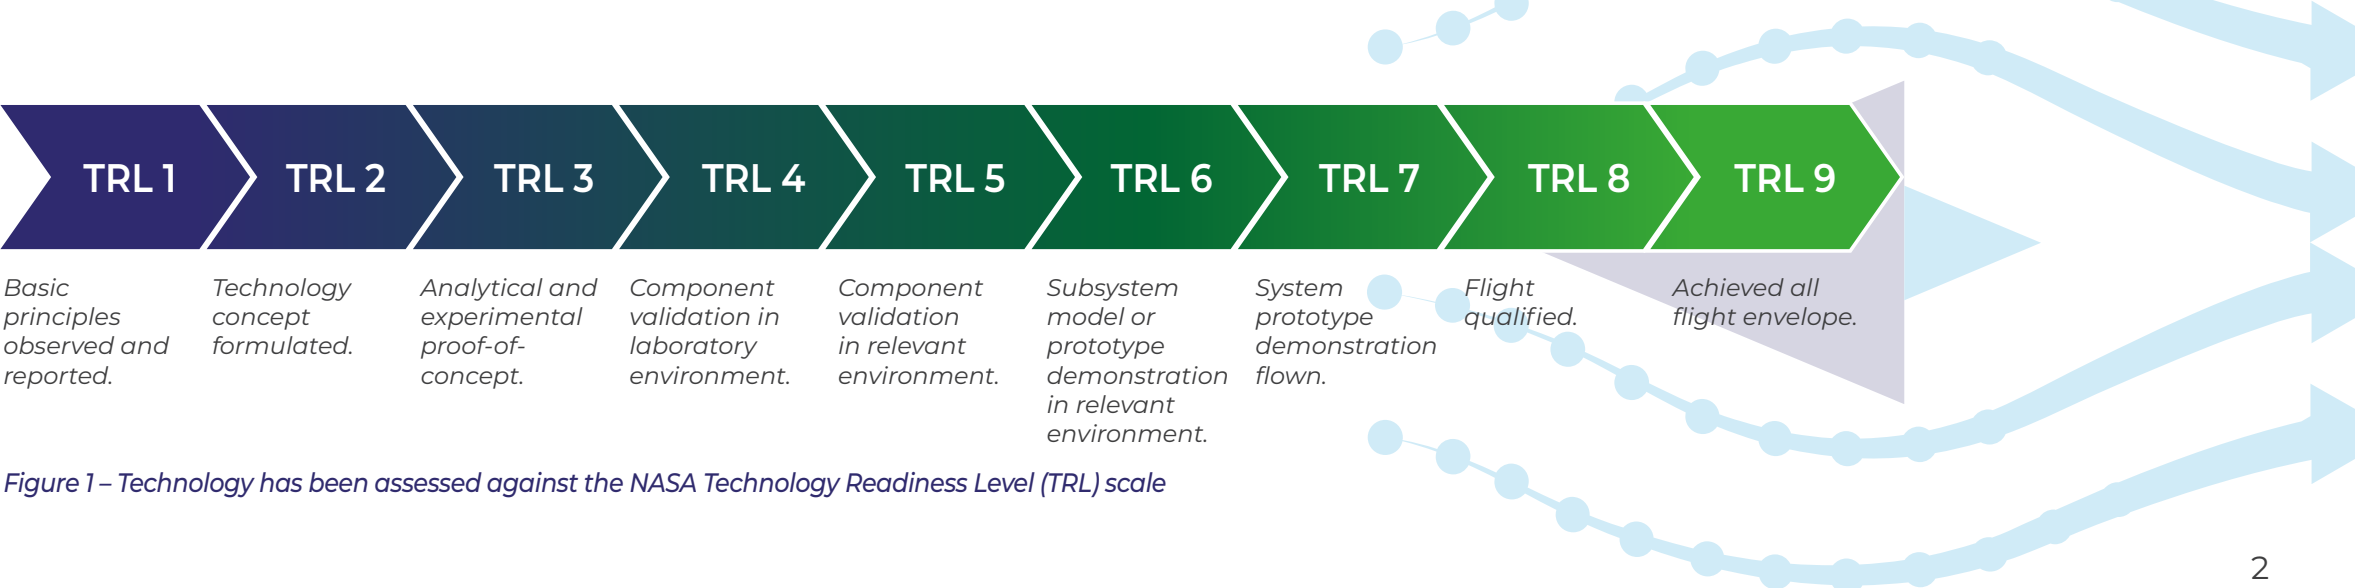 TRL 1
TRL 2
TRL 3
TRL 4
TRL 5
TRL 6
TRL 7
TRL 8
TRL 9
Basic
principles
observed and
reported.
Technology
concept
formulated.
Analytical and
experimental
proof-of-
concept.
Component
validation in
laboratory
environment.
Component
validation
in relevant
environment.
Subsystem
model or
prototype
demonstration
in relevant
environment.
System
prototype
demonstration
flown.
Flight
qualified.
Achieved all
flight envelope.
Figure 1 – Technology has been assessed against the NASA Technology Readiness Level (TRL) scale
2